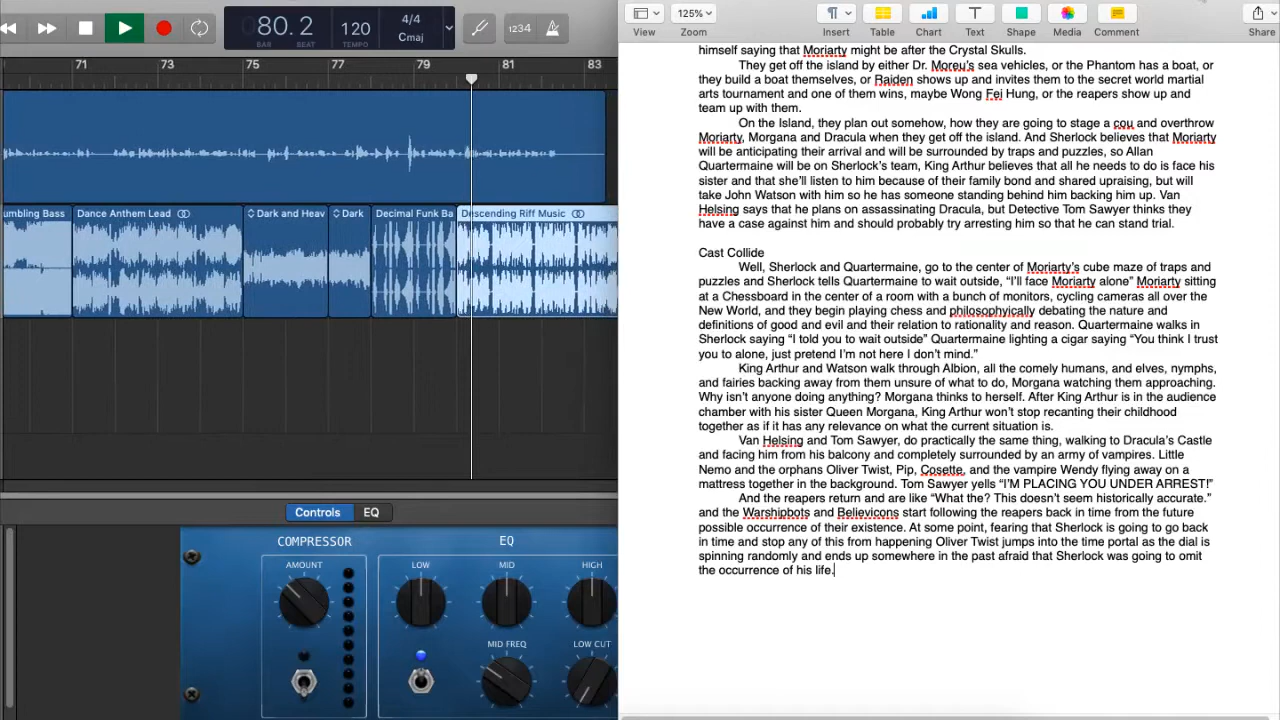 80.2
BAR
BEAT
120
TEMPO
4/4
Cmaj
1234
71
73
75
77
79
81
83
umbling Bass
Dance Anthem Lead
Dark and Heav
Dark
Decimal Funk Ba
Descending Riff Music
Controls
EQ
COMPRESSOR
EQ
AMOUNT
LOW
MID
HIGH
MID FREQ
LOW CUT
125%
View
Zoom
Insert
Table
Chart
Text
Shape
Media
Comment
Share
himself saying that Moriarty might be after the Crystal Skulls.
They get off the island by either Dr. Moreu's sea vehicles, or the Phantom has a boat, or
they build a boat themselves, or Raiden shows up and invites them to the secret world martial
arts tournament and one of them wins, maybe Wong Fei Hung, or the reapers show up and
team up with them.
On the Island, they plan out somehow, how they are going to stage a cou and overthrow
Moriarty, Morgana and Dracula when they get off the island. And Sherlock believes that Moriarty
will be anticipating their arrival and will be surrounded by traps and puzzles, so Allan
Quartermaine will be on Sherlock's team, King Arthur believes that all he needs to do is face his
sister and that she'll listen to him because of their family bond and shared upraising, but will
take John Watson with him so he has someone standing behind him backing him up. Van
Helsing says that he plans on assassinating Dracula, but Detective Tom Sawyer thinks they
have a case against him and should probably try arresting him so that he can stand trial.
Cast Collide
Well, Sherlock and Quartermaine, go to the center of Moriarty's cube maze of traps and
puzzles and Sherlock tells Quartermaine to wait outside, "I'll face Moriarty alone" Moriarty sitting
at a Chessboard in the center of a room with a bunch of monitors, cycling cameras all over the
New World, and they begin playing chess and philosophyically debating the nature and
definitions of good and evil and their relation to rationality and reason. Quartermaine walks in
Sherlock saying "I told you to wait outside" Quartermaine lighting a cigar saying "You think I trust
you to alone, just pretend I'm not here I don't mind."
King Arthur and Watson walk through Albion, all the comely humans, and elves, nymphs,
and fairies backing away from them unsure of what to do, Morgana watching them approaching.
Why isn't anyone doing anything? Morgana thinks to herself. After King Arthur is in the audience
chamber with his sister Queen Morgana, King Arthur won't stop recanting their childhood
together as if it has any relevance on what the current situation is.
Van Helsing and Tom Sawyer, do practically the same thing, walking to Dracula's Castle
and facing him from his balcony and completely surrounded by an army of vampires. Little
Nemo and the orphans Oliver Twist, Pip, Cosette, and the vampire Wendy flying away on a
mattress together in the background. Tom Sawyer yells "I'M PLACING YOU UNDER ARREST!"
And the reapers return and are like "What the? This doesn't seem historically accurate."
and the Warshipbots and Believicons start following the reapers back in time from the future
possible occurrence of their existence. At some point, fearing that Sherlock is going to go back
in time and stop any of this from happening Oliver Twist jumps into the time portal as the dial is
spinning randomly and ends up somewhere in the past afraid that Sherlock was going to omit
the occurrence of his life.